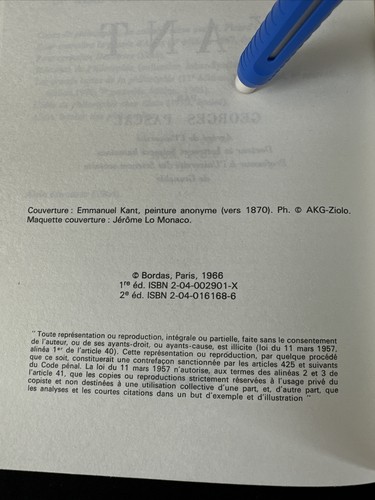 Couverture : Emmanuel Kant, peinture anonyme (vers 1870). Ph. © AKG-Ziolo.
Maquette couverture : Jérôme Lo Monaco.
© Bordas, Paris, 1966
1re éd. ISBN 2-04-002901-X
2e éd. ISBN 2-04-016168-6
"Toute représentation ou reproduction, intégrale ou partielle, faite sans le consentement
de l'auteur, ou de ses ayants-droit, ou ayants-cause, est illicite (loi du 11 mars 1957,
alinéa 1er de l'article 40). Cette représentation ou reproduction, par quelque procédé
que ce soit, constituerait une contrefaçon sanctionnée par les articles 425 et suivants
du Code pénal. La loi du 11 mars 1957 n'autorise, aux termes des alinéas 2 et 3 de
l'article 41, que les copies ou reproductions strictement réservées à l'usage privé du
copiste et non destinées à une utilisation collective d'une part, et, d'autre part, que
les analyses et les courtes citations dans un but d'exemple et d'illustration"